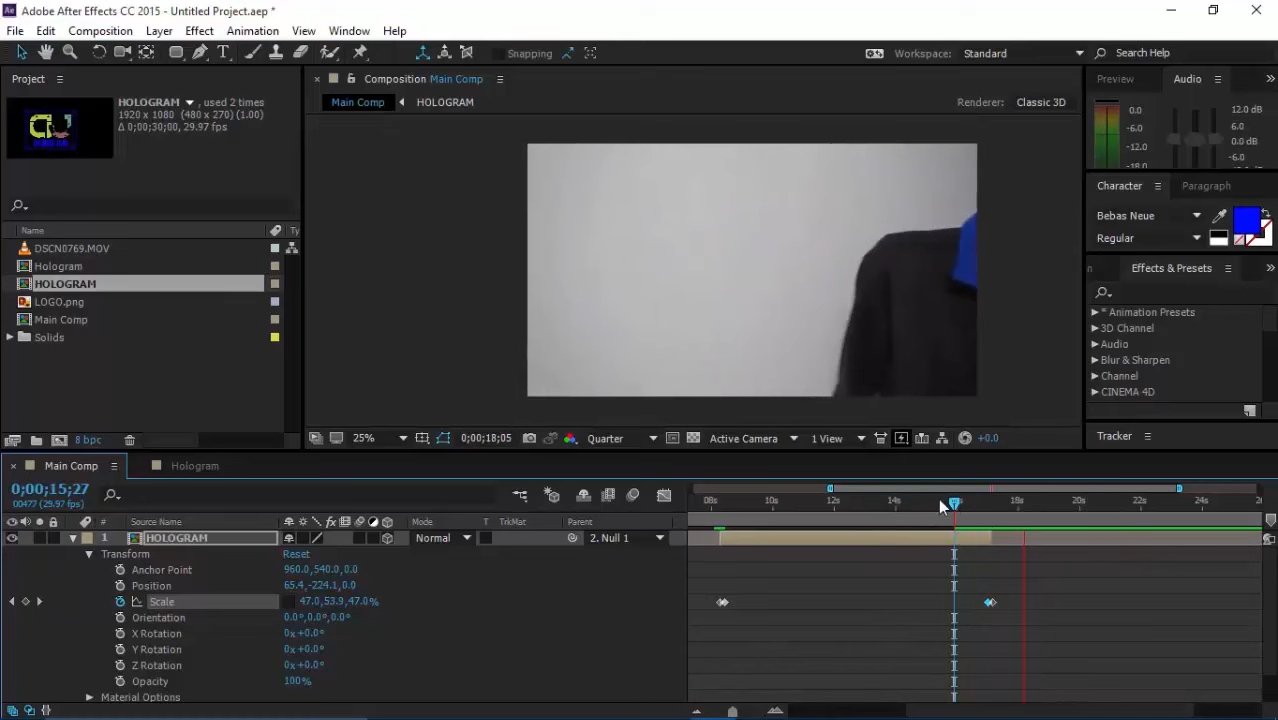 Ae Adobe After Effects CC 2015 - Untitled Project.aep *
File Edit Composition Layer Effect Animation View Window Help
Snapping Workspace: Standard Search Help
Project
Composition Main Comp
Preview Audio
HOLOGRAM , used 2 times
1920 x 1080 (480 x 270) (1.00)
Δ 0;00;30;00, 29.97 fps
Main Comp HOLOGRAM Renderer: Classic 3D
0.0 12.0 dB
-6.0 6.0
0.0 dB
-12.0 -6.0
-18.0 -12.0 dB
Character Paragraph
Bebas Neue
Regular
Name Ty
DSCN0769.MOV
Hologram
HOLOGRAM
LOGO.png
Main Comp
Solids
Effects & Presets
* Animation Presets
3D Channel
Audio
Blur & Sharpen
Channel
CINEMA 4D
8 bpc
25% 0;00;18;05 Quarter Active Camera 1 View +0.0
Tracker
Main Comp Hologram
0;00;15;27
00477 (29.97 fps)
08s 10s 12s 14s 18s 20s 22s 24s 26
# Source Name Mode T TrkMat Parent
1 HOLOGRAM Normal 2. Null 1
Transform Reset
Anchor Point 960.0,540.0,0.0
Position 65.4,-224.1,0.0
Scale 47.0,53.9,47.0%
Orientation 0.0°,0.0°,0.0°
X Rotation 0x+0.0°
Y Rotation 0x+0.0°
Z Rotation 0x+0.0°
Opacity 100%
Material Options